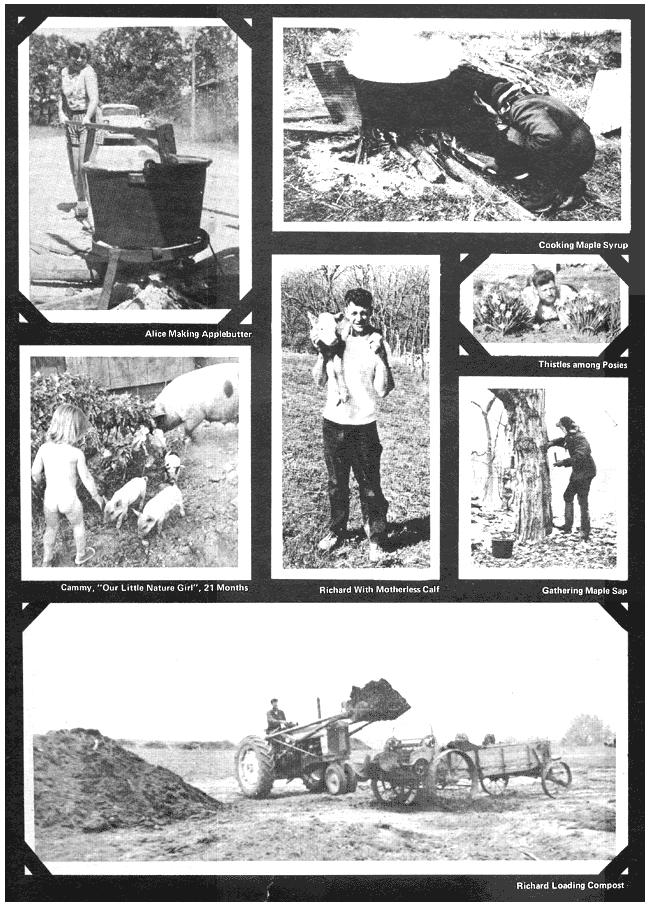 Cooking Maple Syrup
Alice Making Applebutter
Thistles among Posies
Cammy, "Our Little Nature Girl", 21 Months
Richard With Motherless Calf
Gathering Maple Sap
Richard Loading Compost